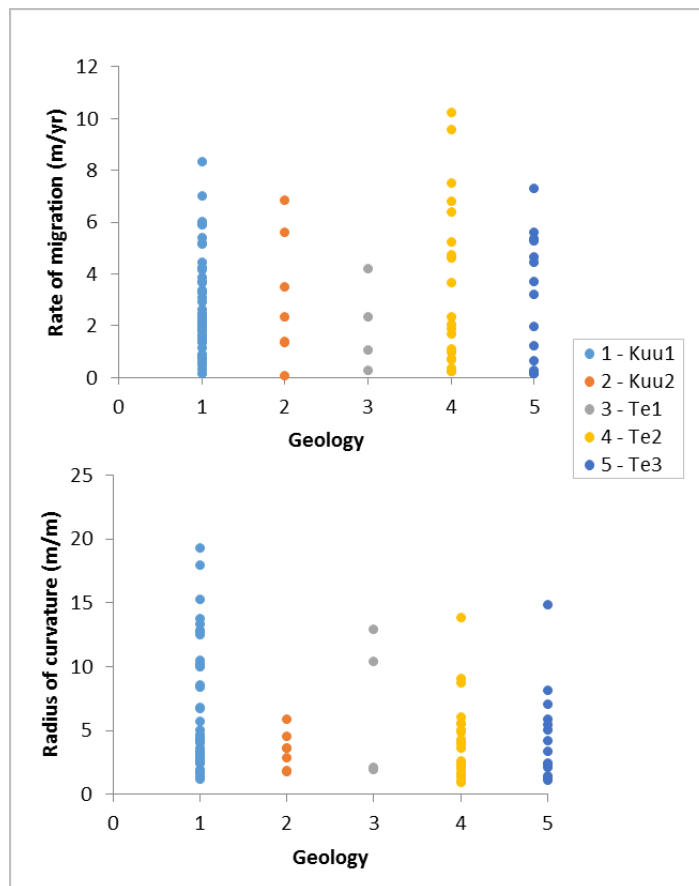 12
10
8
6
4
2
0
Rate of migration (m/yr)
0 1 2 3 4 5
Geology
1 - Kuu1
2 - Kuu2
3 - Te1
4 - Te2
5 - Te3
25
20
15
10
5
0
Radius of curvature (m/m)
0 1 2 3 4 5
Geology